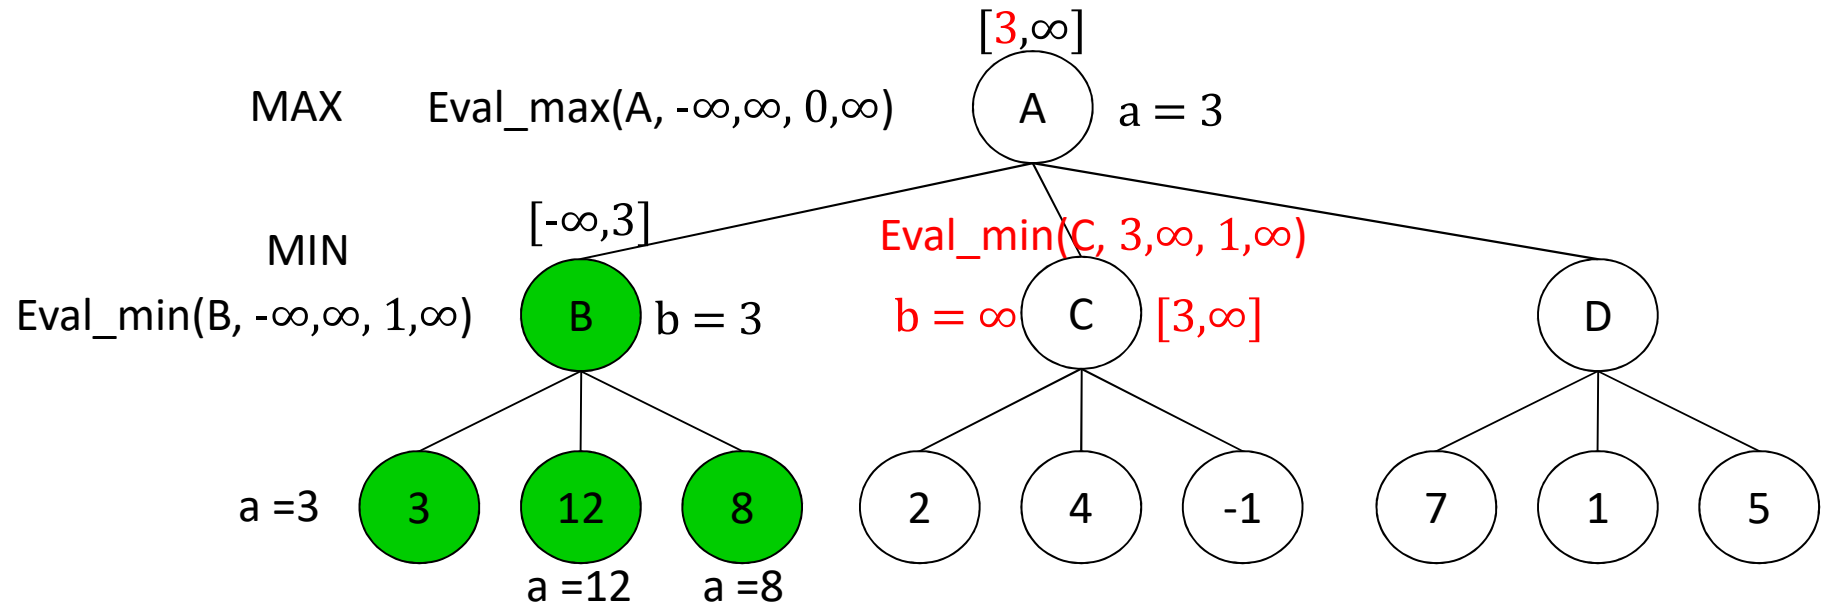 [3,∞]
MAX Eval_max(A, -∞,∞, 0,∞) A a = 3
[-∞,3]
MIN Eval_min(C, 3,∞, 1,∞)
Eval_min(B, -∞,∞, 1,∞) B b = 3 b = ∞ C [3,∞] D
a =3 3 12 8 2 4 -1 7 1 5
a =12 a =8